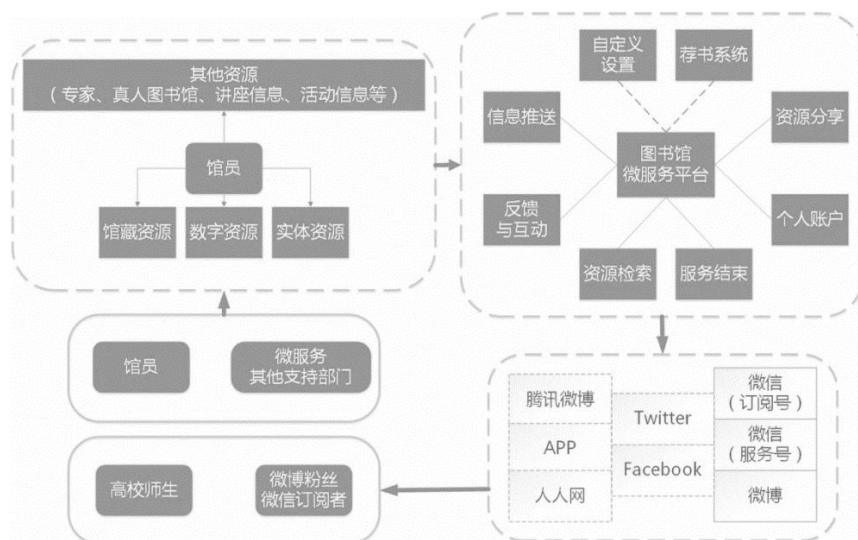 其他资源
（专家、真人图书馆、讲座信息、活动信息等）
馆员
馆藏资源
数字资源
实体资源
自定义
设置
荐书系统
信息推送
资源分享
图书馆
微服务平台
反馈
与互动
个人账户
资源检索
服务结束
馆员
微服务
其他支持部门
高校师生
微博粉丝
微信订阅者
腾讯微博
APP
人人网
Twitter
Facebook
微信
（订阅号）
微信
（服务号）
微博